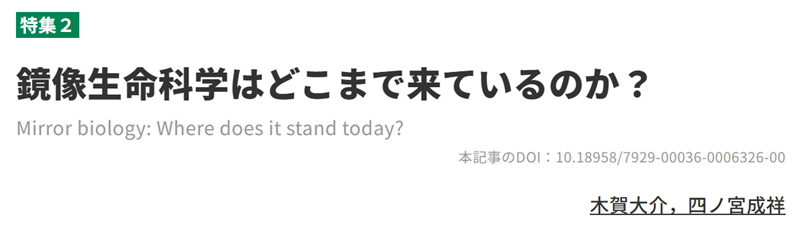 特集２
鏡像生命科学はどこまで来ているのか？
Mirror biology: Where does it stand today?
本記事のDOI：10.18958/7929-00036-0006326-00
木賀大介，四ノ宮成祥